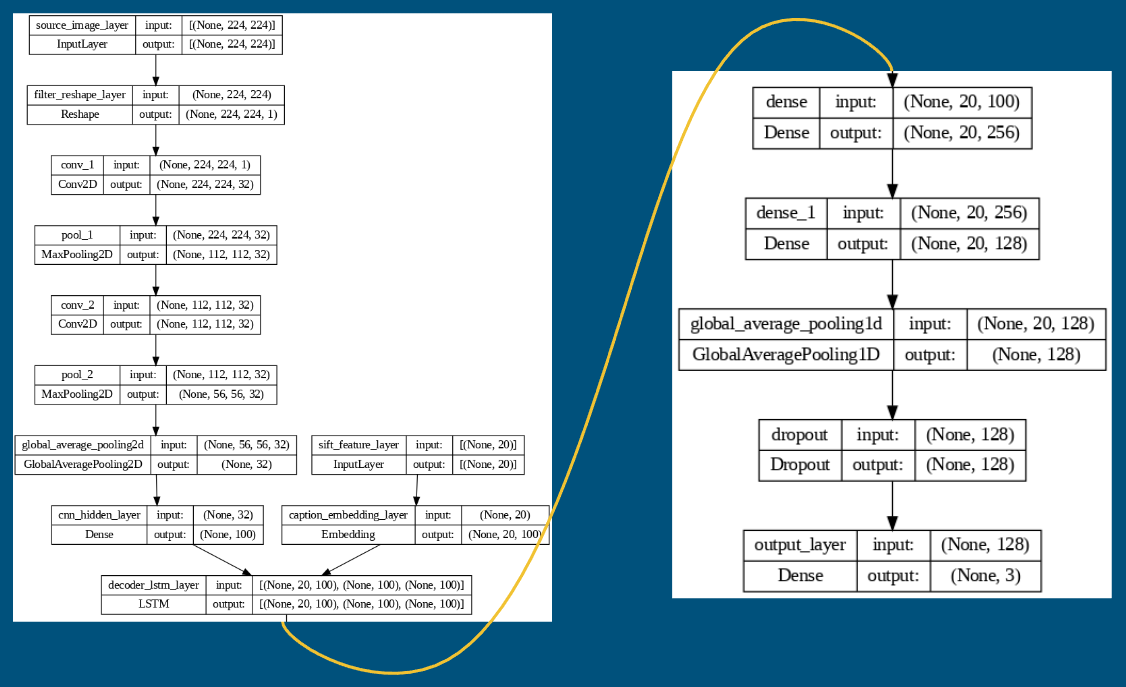 source_image_layer input: [(None, 224, 224)]
InputLayer output: [(None, 224, 224)]
filter_reshape_layer input: (None, 224, 224)
Reshape output: (None, 224, 224, 1)
conv_1 input: (None, 224, 224, 1)
Conv2D output: (None, 224, 224, 32)
pool_1 input: (None, 224, 224, 32)
MaxPooling2D output: (None, 112, 112, 32)
conv_2 input: (None, 112, 112, 32)
Conv2D output: (None, 112, 112, 32)
pool_2 input: (None, 112, 112, 32)
MaxPooling2D output: (None, 56, 56, 32)
global_average_pooling2d input: (None, 56, 56, 32)
GlobalAveragePooling2D output: (None, 32)
sift_feature_layer input: [(None, 20)]
InputLayer output: [(None, 20)]
cnn_hidden_layer input: (None, 32)
Dense output: (None, 100)
caption_embedding_layer input: (None, 20)
Embedding output: (None, 20, 100)
decoder_lstm_layer input: [(None, 20, 100), (None, 100), (None, 100)]
LSTM output: [(None, 20, 100), (None, 100), (None, 100)]
dense input: (None, 20, 100)
Dense output: (None, 20, 256)
dense_1 input: (None, 20, 256)
Dense output: (None, 20, 128)
global_average_pooling1d input: (None, 20, 128)
GlobalAveragePooling1D output: (None, 128)
dropout input: (None, 128)
Dropout output: (None, 128)
output_layer input: (None, 128)
Dense output: (None, 3)